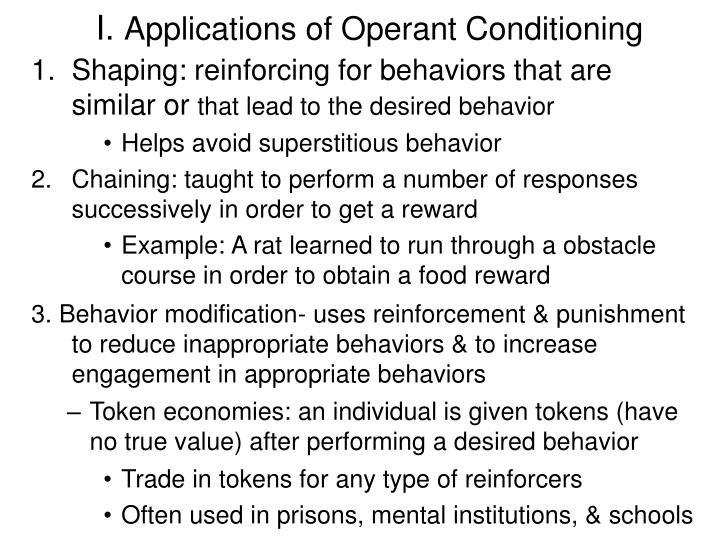 I. Applications of Operant Conditioning
1. Shaping: reinforcing for behaviors that are
similar or that lead to the desired behavior
• Helps avoid superstitious behavior
2. Chaining: taught to perform a number of responses
successively in order to get a reward
• Example: A rat learned to run through a obstacle
course in order to obtain a food reward
3. Behavior modification- uses reinforcement & punishment
to reduce inappropriate behaviors & to increase
engagement in appropriate behaviors
– Token economies: an individual is given tokens (have
no true value) after performing a desired behavior
• Trade in tokens for any type of reinforcers
• Often used in prisons, mental institutions, & schools